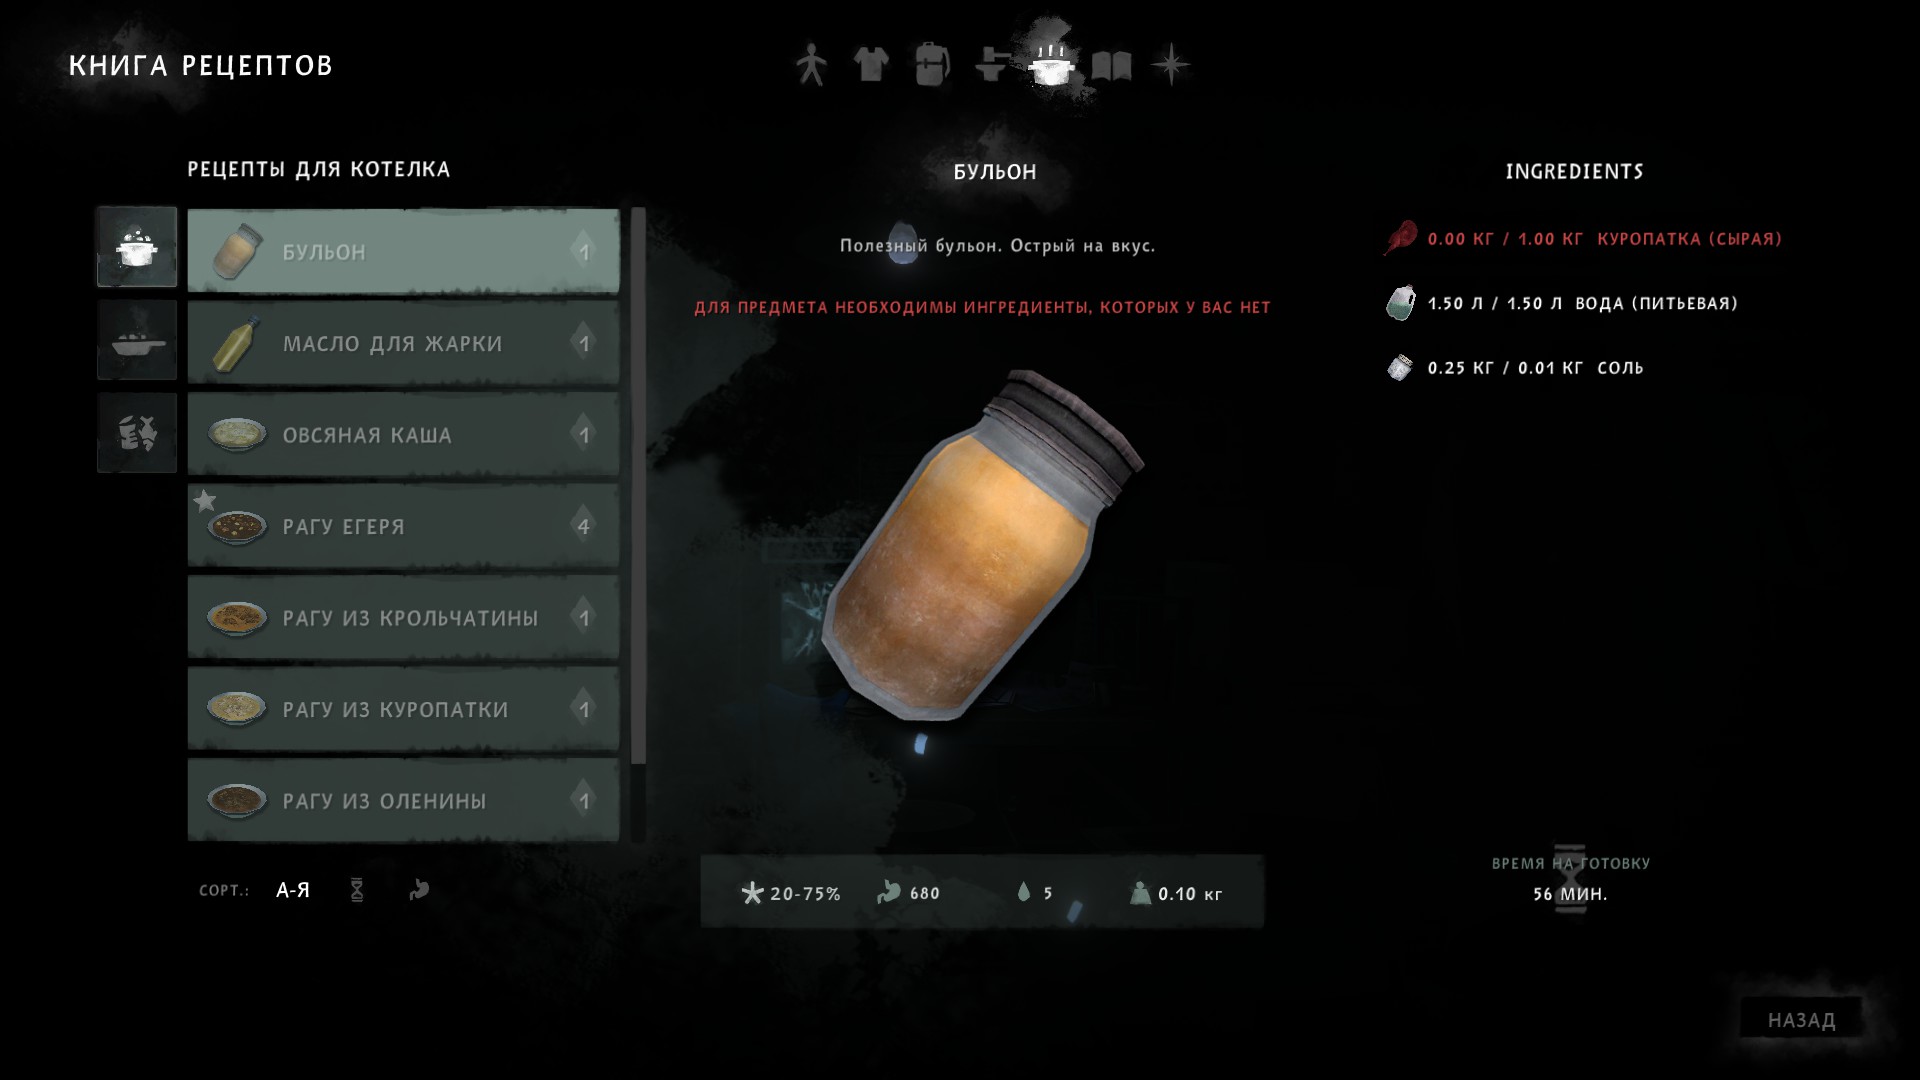 КНИГА РЕЦЕПТОВ
РЕЦЕПТЫ ДЛЯ КОТЕЛКА
БУЛЬОН 1
МАСЛО ДЛЯ ЖАРКИ 1
ОВСЯНАЯ КАША 1
РАГУ ЕГЕРЯ 4
РАГУ ИЗ КРОЛЬЧАТИНЫ 1
РАГУ ИЗ КУРОПАТКИ 1
РАГУ ИЗ ОЛЕНИНЫ 1
СОРТ.: А-Я
БУЛЬОН
Полезный бульон. Острый на вкус.
ДЛЯ ПРЕДМЕТА НЕОБХОДИМЫ ИНГРЕДИЕНТЫ, КОТОРЫХ У ВАС НЕТ
20-75% 680 5 0.10 кг
INGREDIENTS
0.00 КГ / 1.00 КГ КУРОПАТКА (СЫРАЯ)
1.50 Л / 1.50 Л ВОДА (ПИТЬЕВАЯ)
0.25 КГ / 0.01 КГ СОЛЬ
ВРЕМЯ НА ГОТОВКУ
56 МИН.
НАЗАД